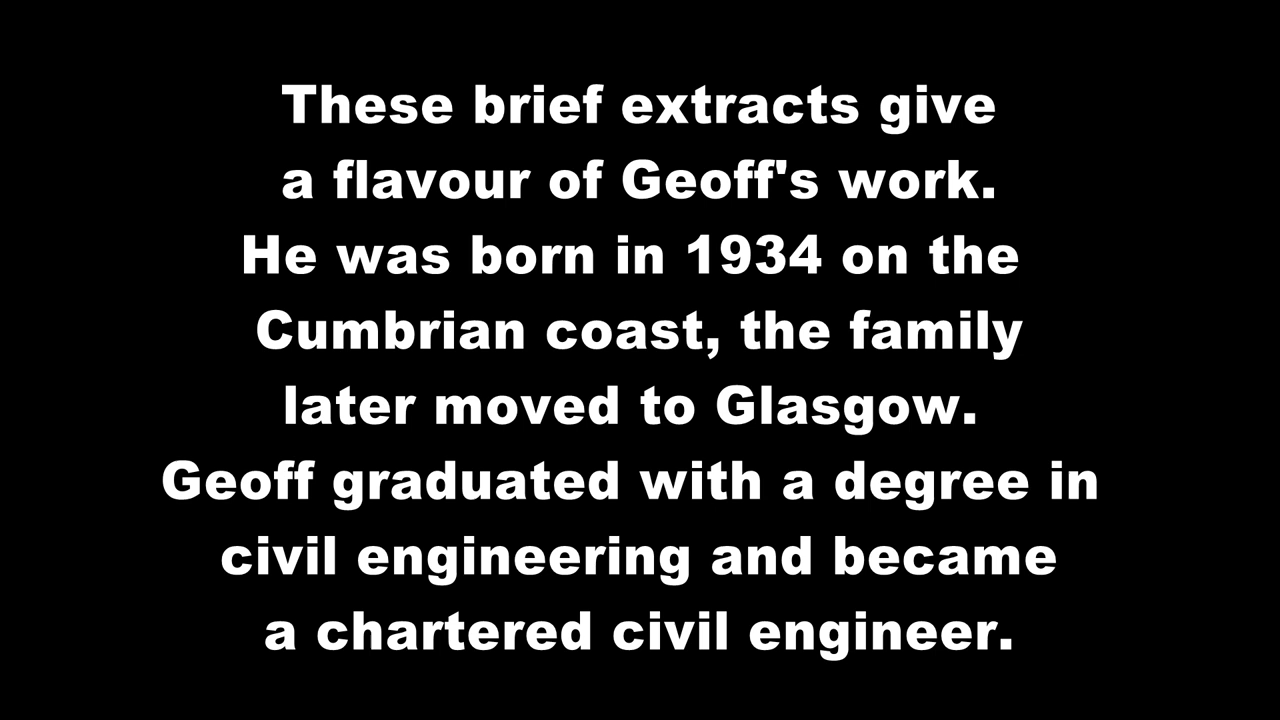 These brief extracts give
a flavour of Geoff's work.
He was born in 1934 on the
Cumbrian coast, the family
later moved to Glasgow.
Geoff graduated with a degree in
civil engineering and became
a chartered civil engineer.